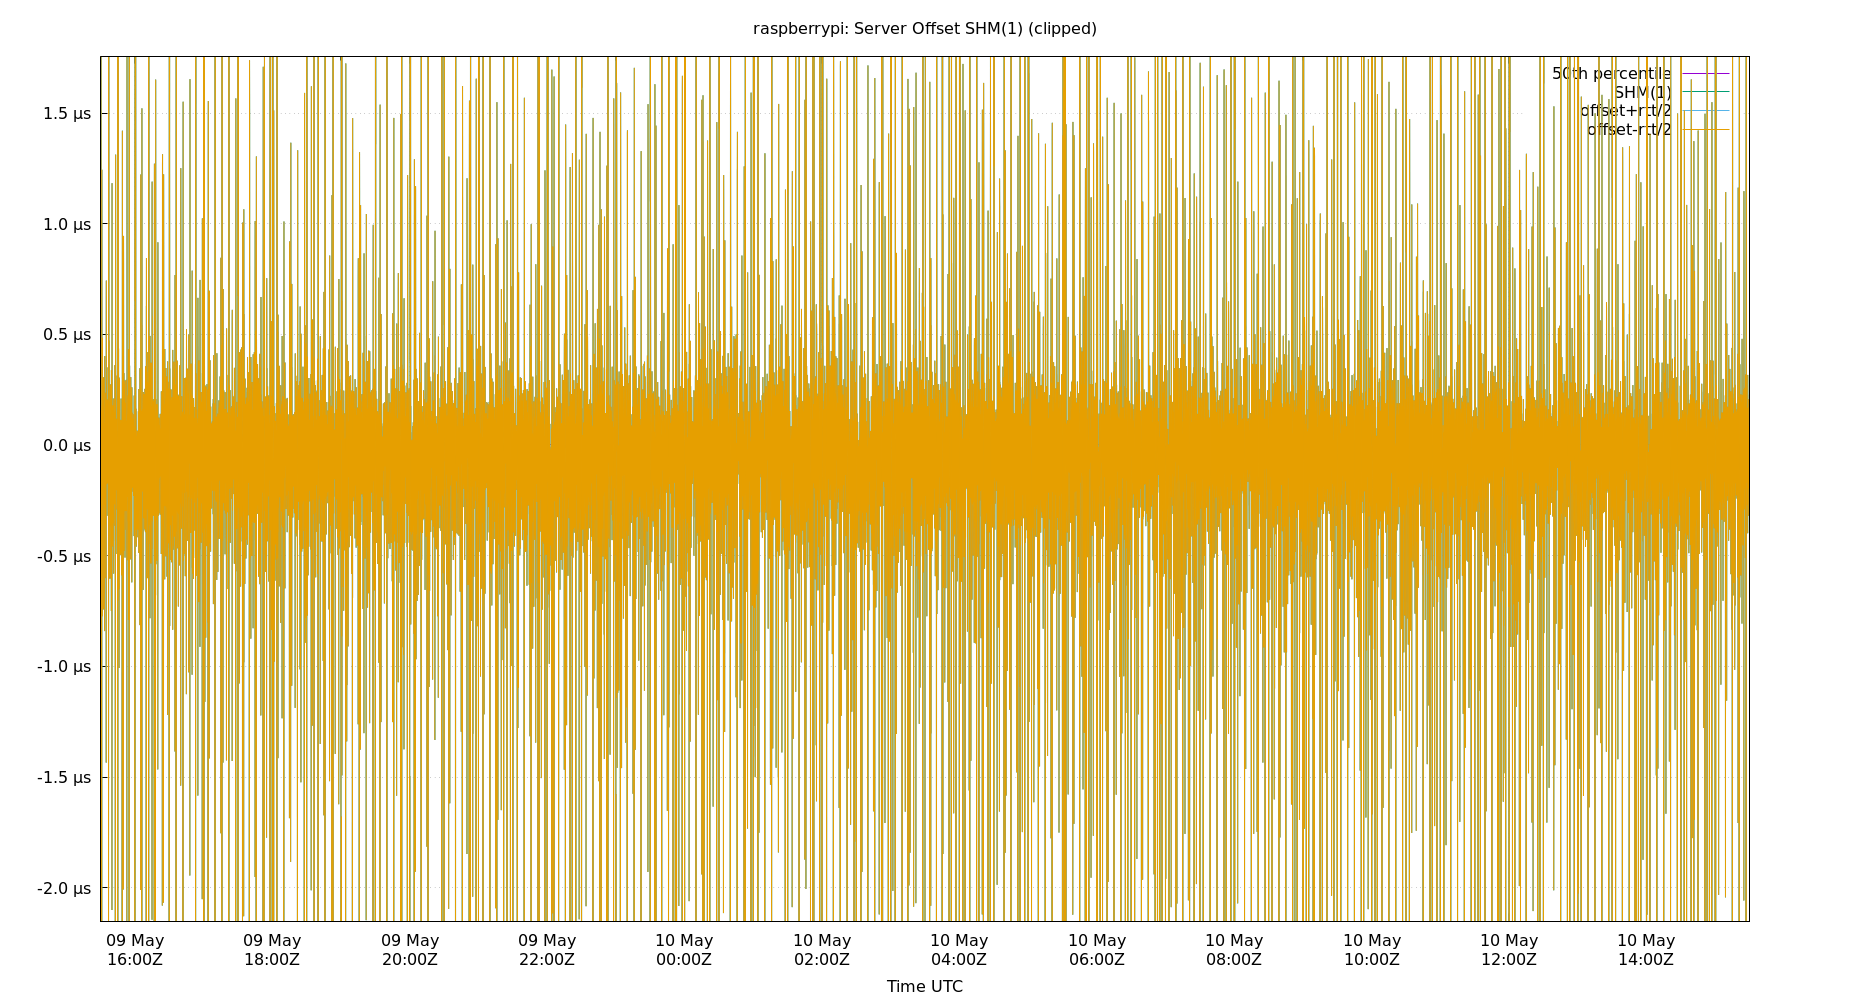 raspberrypi: Server Offset SHM(1) (clipped)
50th percentile
SHM(1)
offset+rtt/2
offset-rtt/2
1.5 µs
1.0 µs
0.5 µs
0.0 µs
-0.5 µs
-1.0 µs
-1.5 µs
-2.0 µs
09 May 09 May 09 May 09 May 10 May 10 May 10 May 10 May 10 May 10 May 10 May 10 May
16:00Z 18:00Z 20:00Z 22:00Z 00:00Z 02:00Z 04:00Z 06:00Z 08:00Z 10:00Z 12:00Z 14:00Z
Time UTC